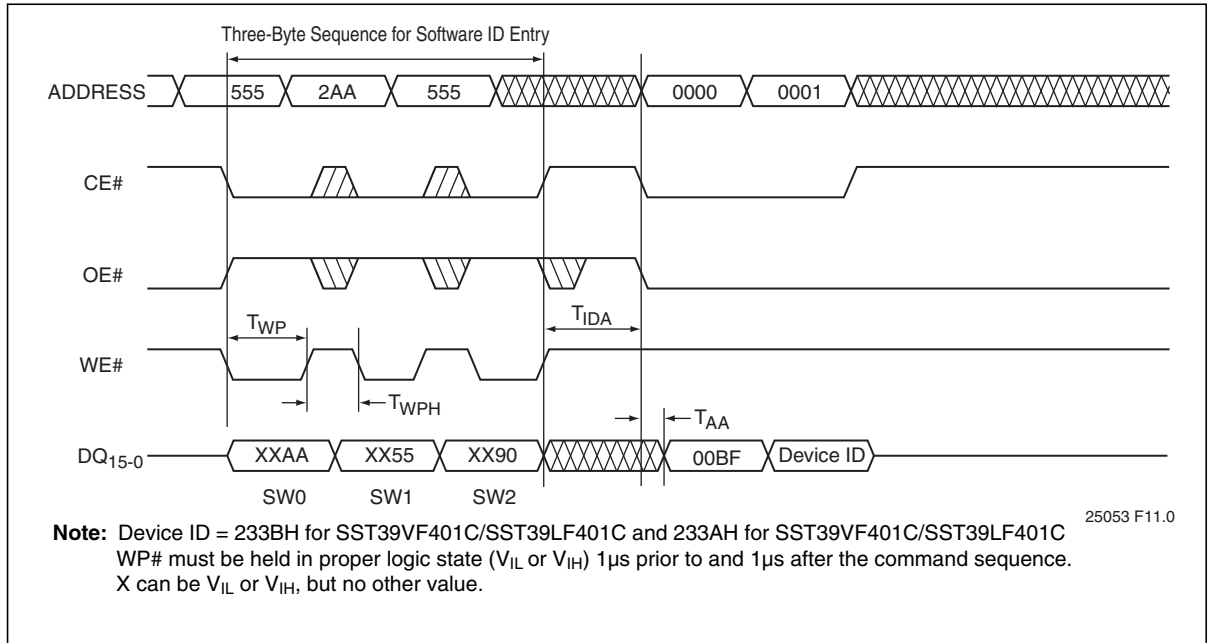 Three-Byte Sequence for Software ID Entry
ADDRESS 555 2AA 555 0000 0001
CE#
OE#
TWP TIDA
WE#
TWPH TAA
DQ15-0 XXAA XX55 XX90 00BF Device ID
SW0 SW1 SW2
25053 F11.0
Note: Device ID = 233BH for SST39VF401C/SST39LF401C and 233AH for SST39VF401C/SST39LF401C
WP# must be held in proper logic state (VIL or VIH) 1µs prior to and 1µs after the command sequence.
X can be VIL or VIH, but no other value.